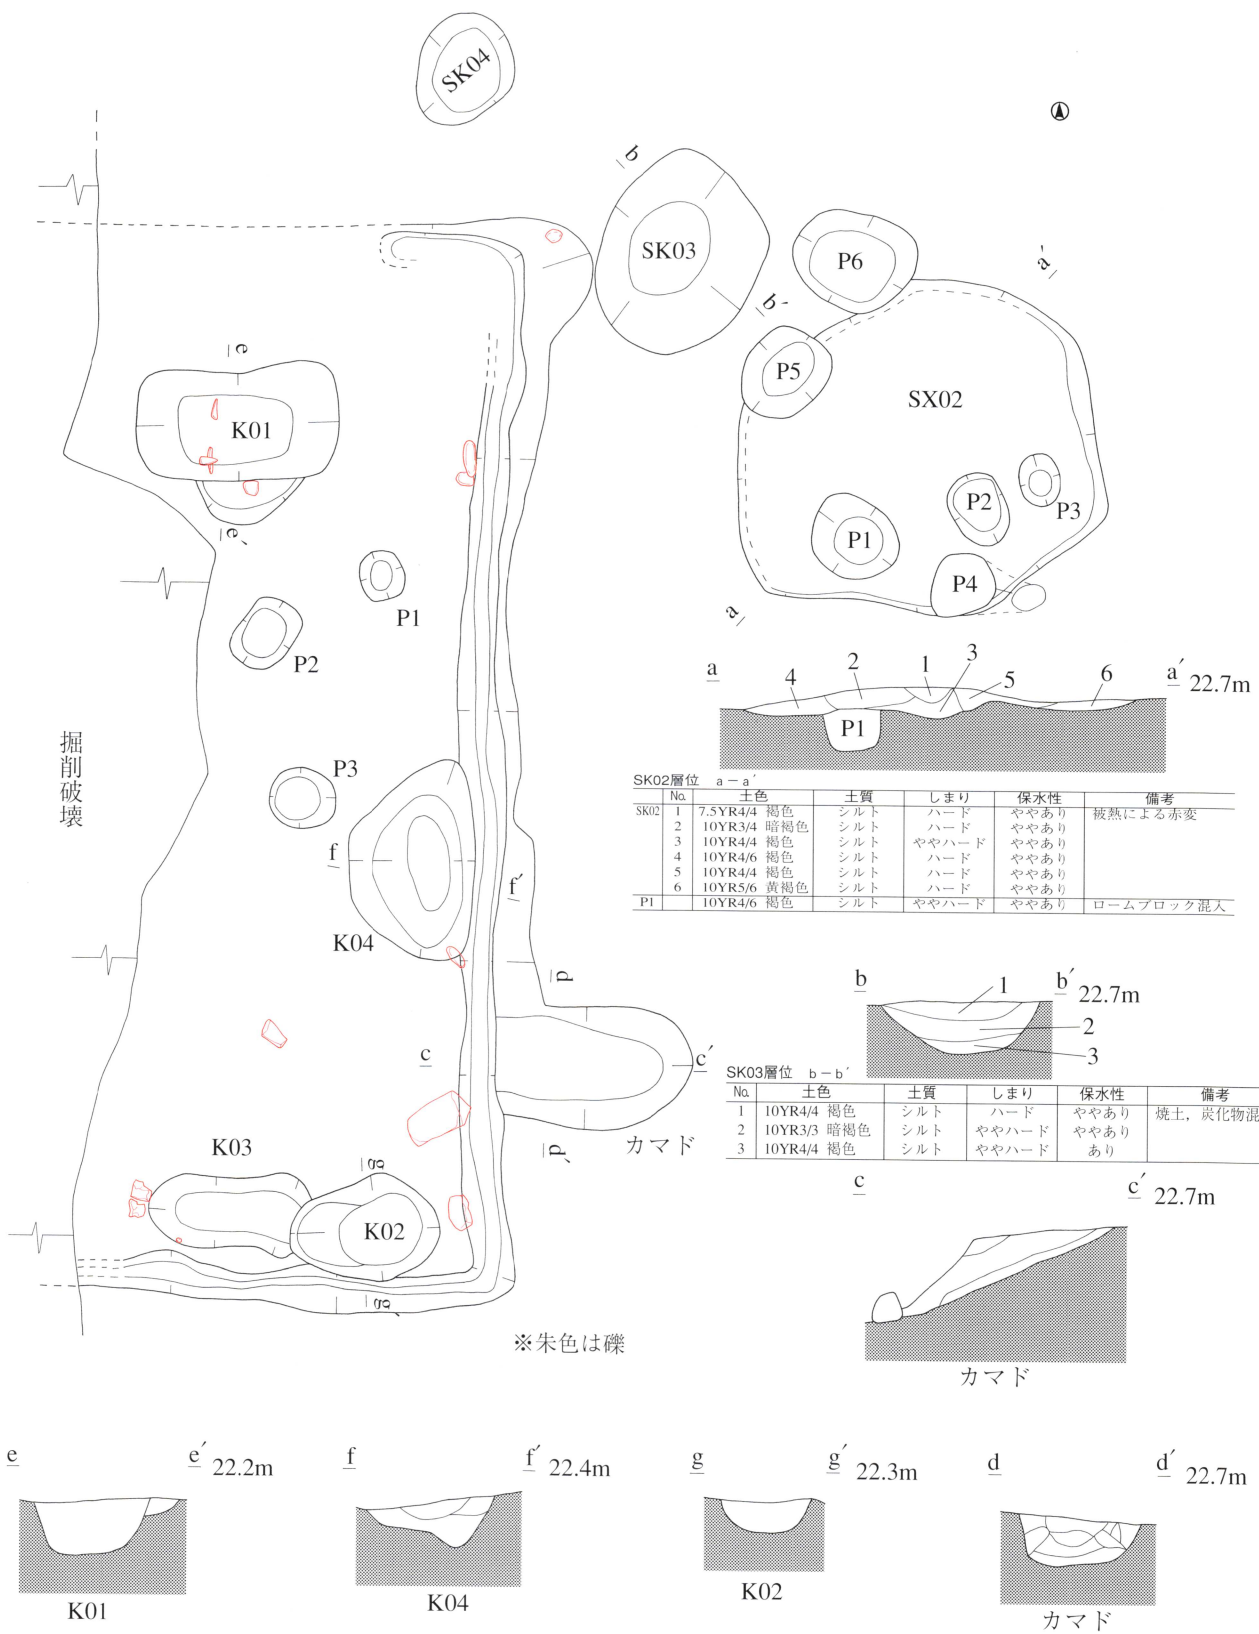 SK04
b
SK03
P6
a′
b′
e
P5
SX02
K01
e′
P2
P3
P1
P1
P4
P1
P2
a
掘削破壊
a
4
2
1
3
5
6
a′ 22.7m
P1
P3
f
f′
K04
SK02層位 a－a′
No. 土色 土質 しまり 保水性 備考
SK02 1 7.5YR4/4 褐色 シルト ハード ややあり 被熱による赤変
2 10YR3/4 暗褐色 シルト ハード ややあり
3 10YR4/4 褐色 シルト ややハード ややあり
4 10YR4/6 褐色 シルト ハード ややあり
5 10YR4/4 褐色 シルト ハード ややあり
6 10YR5/6 黄褐色 シルト ハード ややあり
P1 10YR4/6 褐色 シルト ややハード ややあり ロームブロック混入
d
b
1
b′ 22.7m
2
3
c
c′
SK03層位 b－b′
No. 土色 土質 しまり 保水性 備考
1 10YR4/4 褐色 シルト ハード ややあり 焼土，炭化物混
2 10YR3/3 暗褐色 シルト ややハード ややあり
3 10YR4/4 褐色 シルト ややハード あり
カマド
d′
K03
g
K02
g′
c
c′ 22.7m
カマド
※朱色は礫
e
e′ 22.2m
K01
f
f′ 22.4m
K04
g
g′ 22.3m
K02
d
d′ 22.7m
カマド